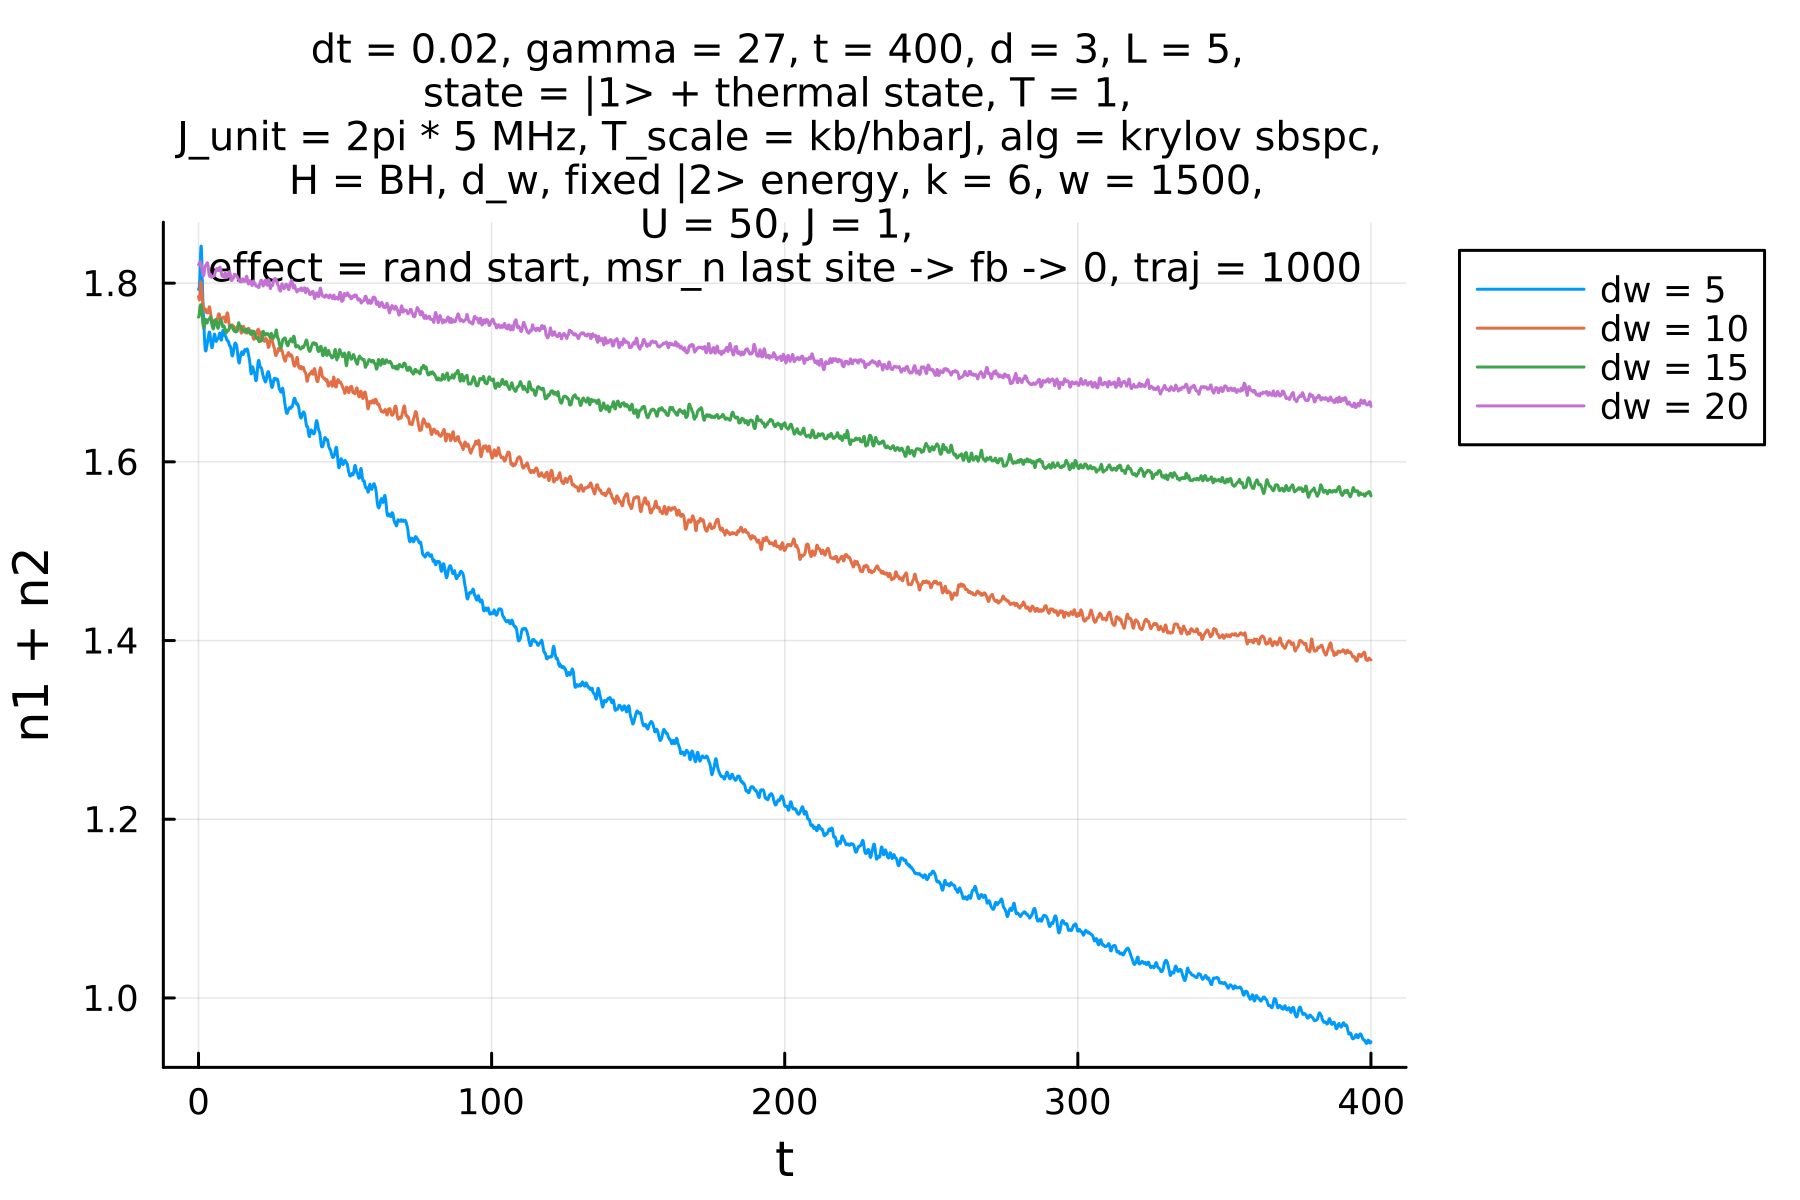 dt = 0.02, gamma = 27, t = 400, d = 3, L = 5,
state = |1> + thermal state, T = 1,
J_unit = 2pi * 5 MHz, T_scale = kb/hbarJ, alg = krylov sbspc,
H = BH, d_w, fixed |2> energy, k = 6, w = 1500,
U = 50, J = 1,
effect = rand start, msr_n last site -> fb -> 0, traj = 1000
n1 + n2
1.8
1.6
1.4
1.2
1.0
0
100
200
300
400
t
dw = 5
dw = 10
dw = 15
dw = 20